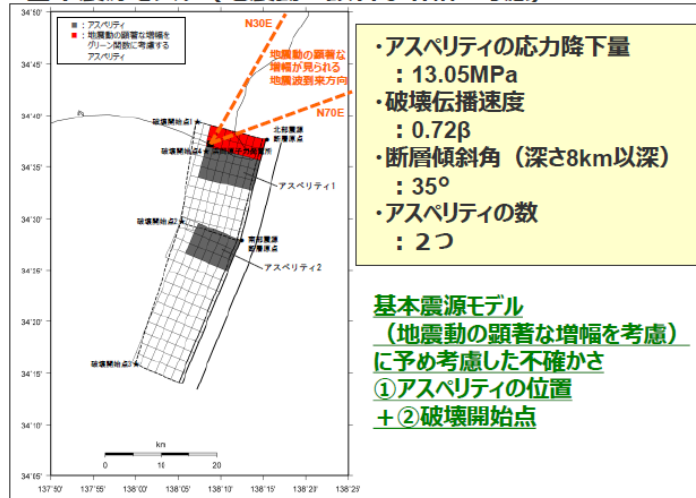 ■：アスペリティ
■：地震動の顕著な増幅を
グリーン関数に考慮する
アスペリティ
N30E
地震動の顕著な
増幅が見られる
地震波到来方向
N70E
破壊開始点1
北部震源
断層原点
破壊開始点4
アスペリティ1
破壊開始点2
南部震源
断層原点
アスペリティ2
破壊開始点3
km
0 10 20
34°50'
34°45'
34°40'
34°30'
34°20'
34°15'
34°10'
34°05'
137°50'
137°55'
138°00'
138°05'
138°10'
138°15'
138°20'
138°25'
・アスペリティの応力降下量
：13.05MPa
・破壊伝播速度
：0.72β
・断層傾斜角（深さ8km以深）
：35°
・アスペリティの数
：２つ
基本震源モデル
（地震動の顕著な増幅を考慮）
に予め考慮した不確かさ
①アスペリティの位置
＋②破壊開始点